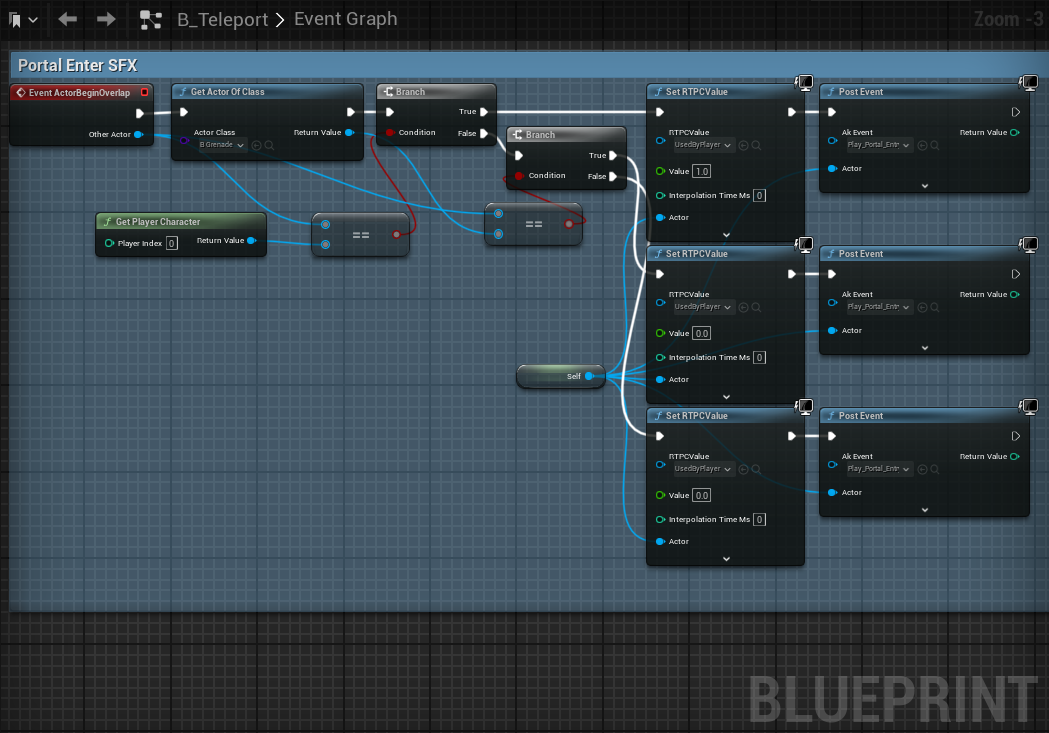 B_Teleport > Event Graph
Zoom -3
Portal Enter SFX
Event ActorBeginOverlap
Other Actor
Get Actor Of Class
Actor Class
B Grenade
Return Value
Branch
Condition
True
False
Branch
Condition
True
False
Get Player Character
Player Index 0
Return Value
==
==
Self
Set RTPCValue
RTPCValue
UsedByPlayer
Value 1.0
Interpolation Time Ms 0
Actor
Post Event
Ak Event
Play_Portal_Entr
Return Value
Actor
Set RTPCValue
RTPCValue
UsedByPlayer
Value 0.0
Interpolation Time Ms 0
Actor
Post Event
Ak Event
Play_Portal_Entr
Return Value
Actor
Set RTPCValue
RTPCValue
UsedByPlayer
Value 0.0
Interpolation Time Ms 0
Actor
Post Event
Ak Event
Play_Portal_Entr
Return Value
Actor
BLUEPRINT